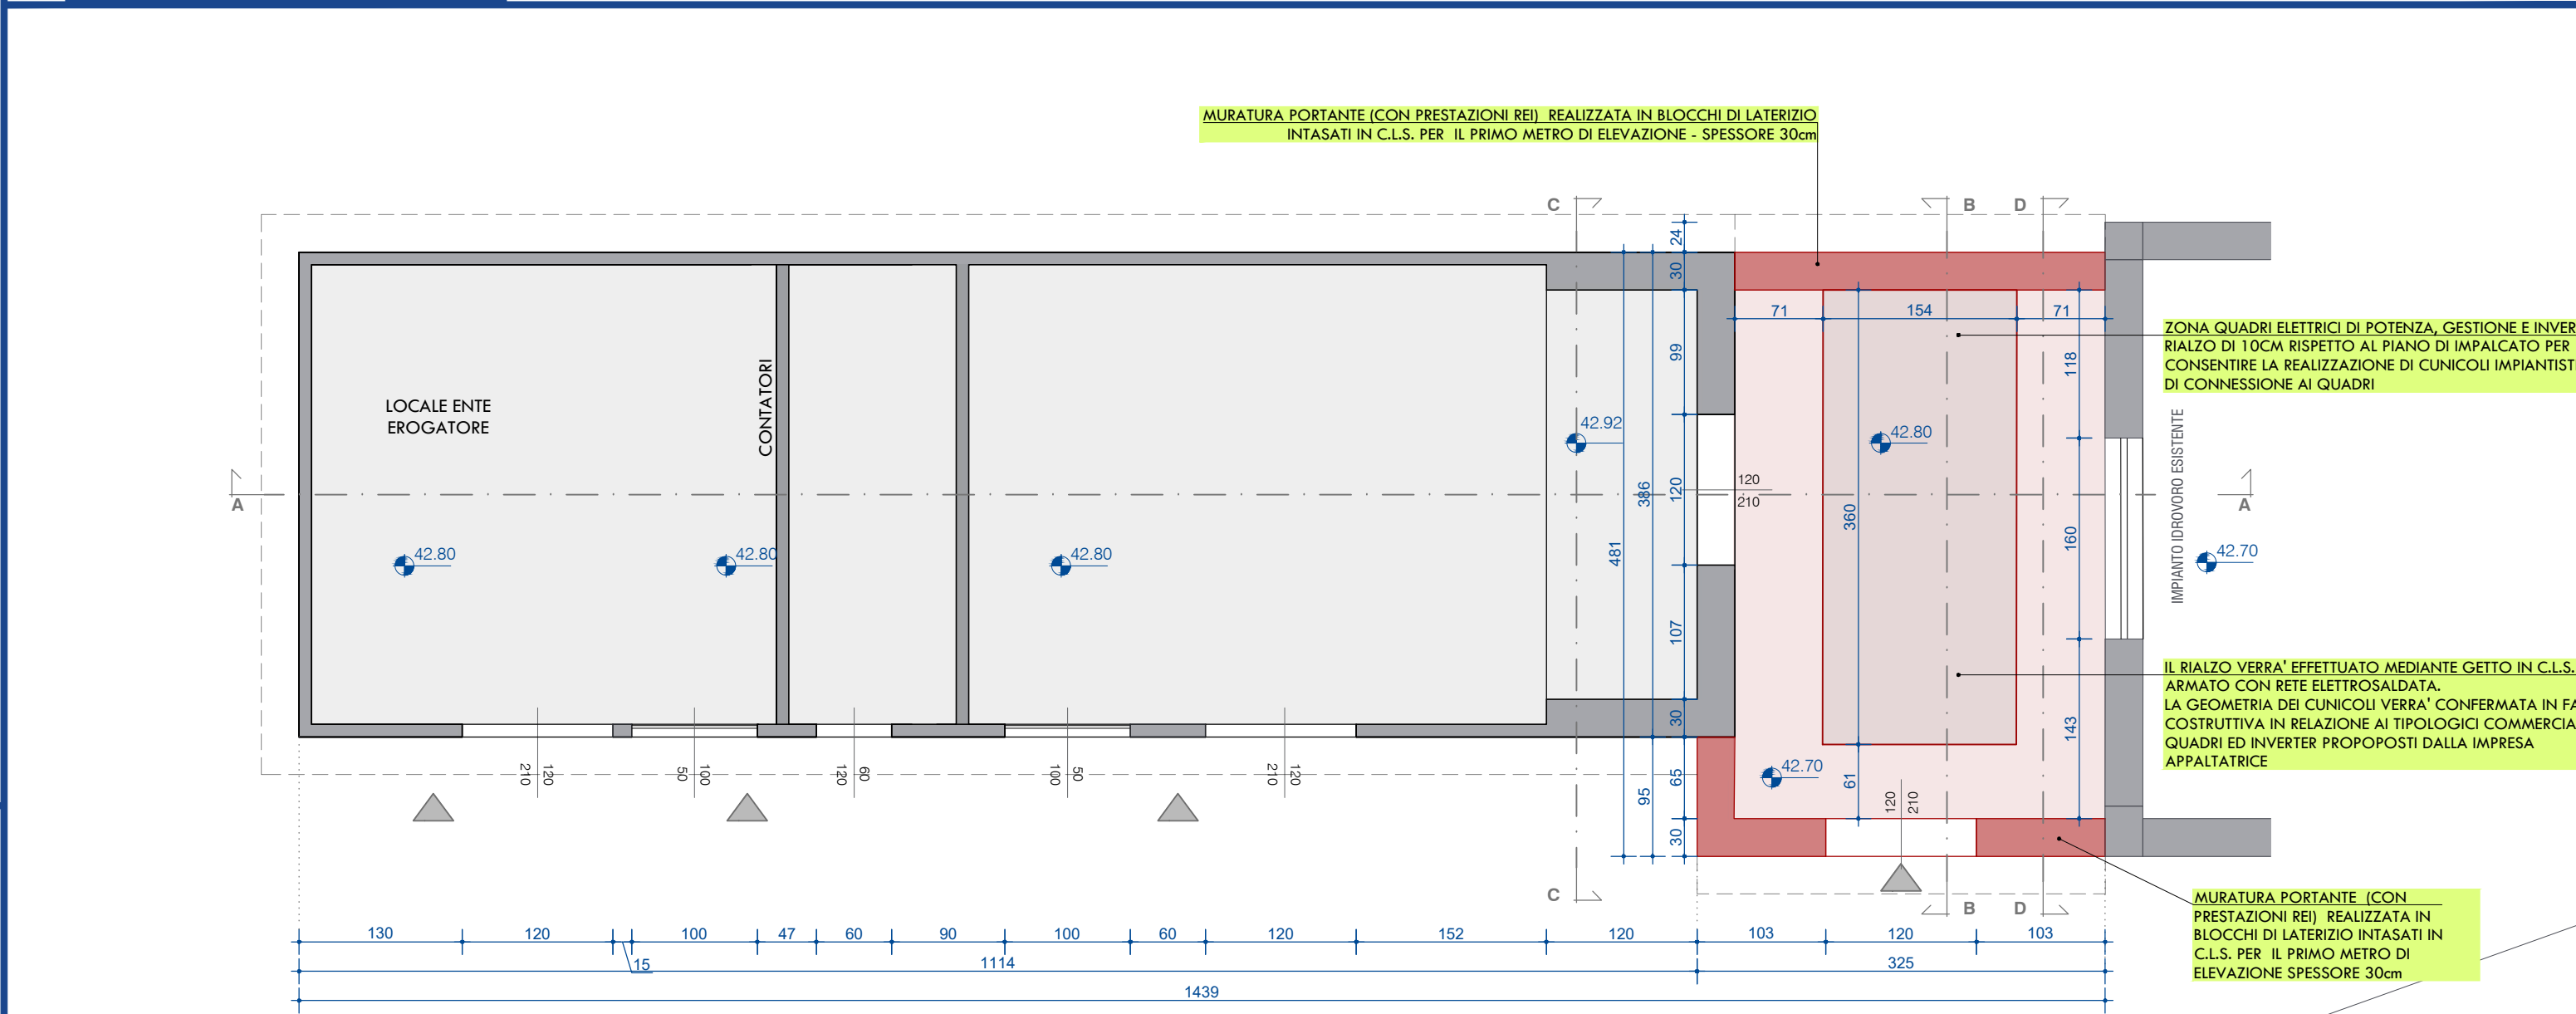 MURATURA PORTANTE (CON PRESTAZIONI REI) REALIZZATA IN BLOCCHI DI LATERIZIO
INTASATI IN C.L.S. PER IL PRIMO METRO DI ELEVAZIONE - SPESSORE 30cm
C
B
D
24
30
71
154
71
ZONA QUADRI ELETTRICI DI POTENZA, GESTIONE E INVER
RIALZO DI 10CM RISPETTO AL PIANO DI IMPALCATO PER
CONSENTIRE LA REALIZZAZIONE DI CUNICOLI IMPIANTIST
DI CONNESSIONE AI QUADRI
99
118
LOCALE ENTE
EROGATORE
CONTATORI
42.92
42.80
IMPIANTO IDROVORO ESISTENTE
A
386
120
120
210
A
360
481
160
42.80
42.80
42.80
42.70
107
143
30
IL RIALZO VERRA' EFFETTUATO MEDIANTE GETTO IN C.L.S.
ARMATO CON RETE ELETTROSALDATA.
LA GEOMETRIA DEI CUNICOLI VERRA' CONFERMATA IN FA
COSTRUTTIVA IN RELAZIONE AI TIPOLOGICI COMMERCIA
QUADRI ED INVERTER PROPOPOSTI DALLA IMPRESA
APPALTATRICE
210
120
50
100
120
60
100
50
210
120
65
95
42.70
61
120
210
30
C
B
D
MURATURA PORTANTE (CON
PRESTAZIONI REI) REALIZZATA IN
BLOCCHI DI LATERIZIO INTASATI IN
C.L.S. PER IL PRIMO METRO DI
ELEVAZIONE SPESSORE 30cm
130
120
100
47
60
90
100
60
120
152
120
103
120
103
15
1114
325
1439